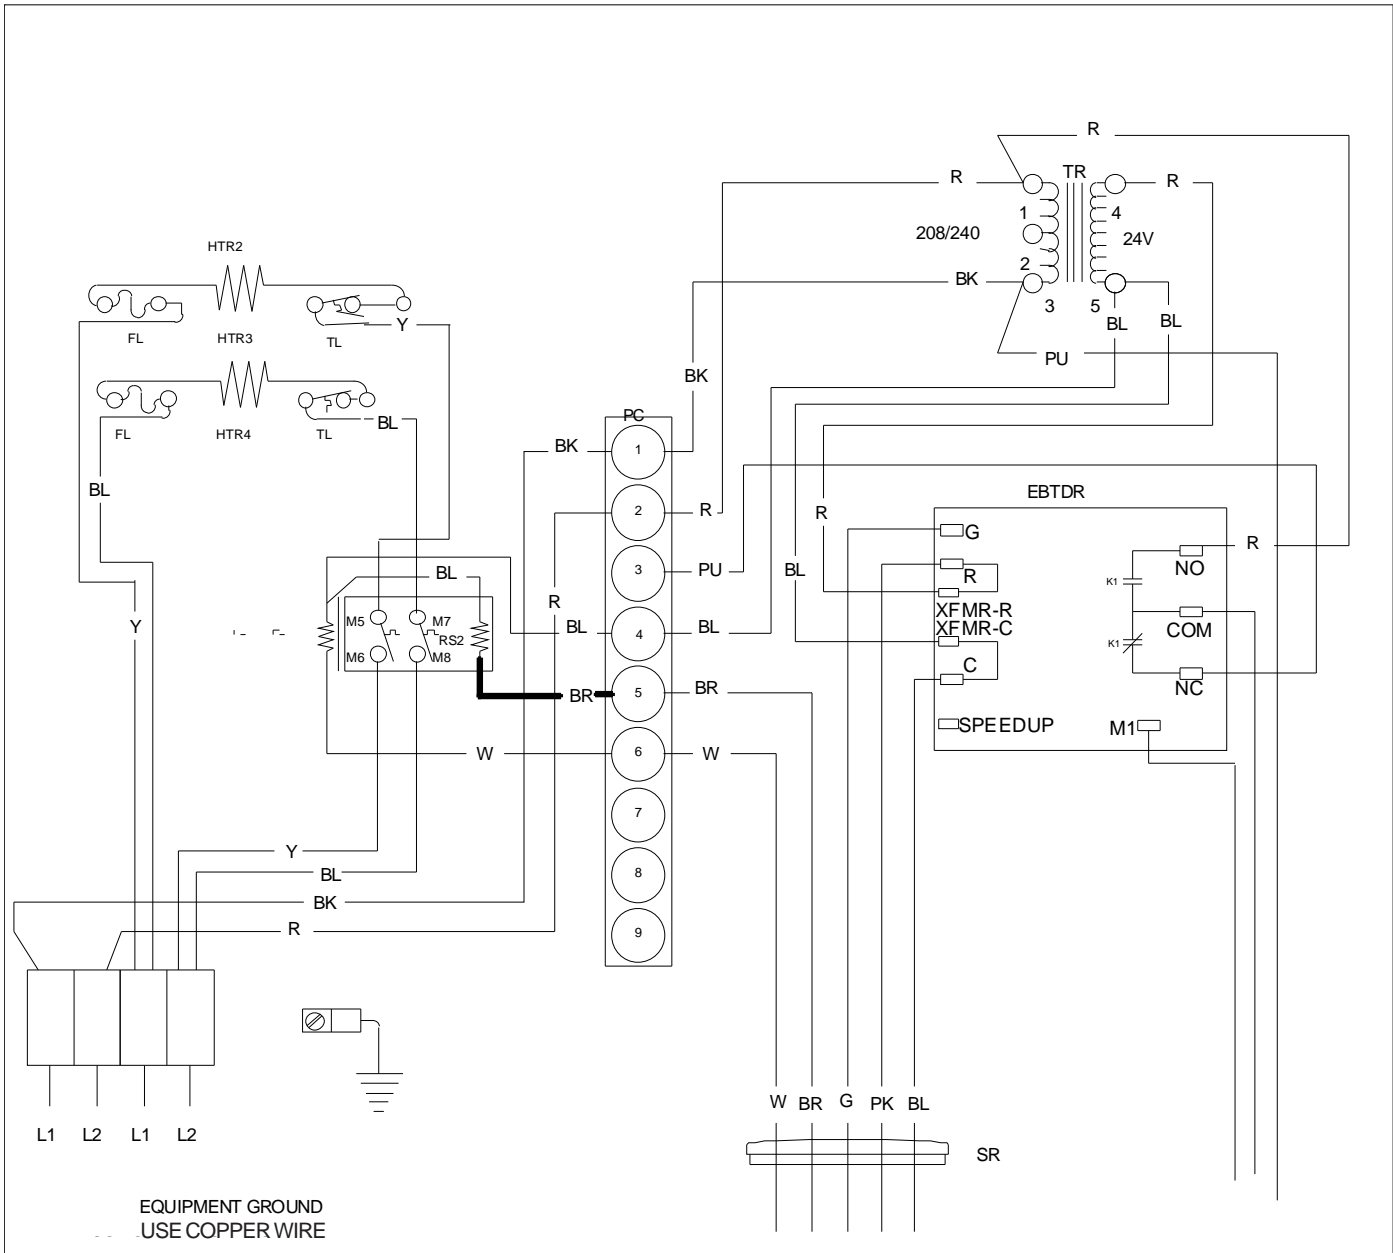 R
R
TR
R
1
4
208/240
24V
HTR2
2
BK
3
5
BL
BL
Y
FL
HTR3
TL
PU
BK
PC
BL
FL
HTR4
TL
BK
1
BL
EBTDR
2
R
R
G
R
NO
K1
BL
3
PU
BL
R
R
XFMR-R
XFMR-C
COM
K1
Y
M5
M7
RS2
BL
4
BL
M6
M8
C
NC
BR
5
BR
SPEEDUP
M1
W
6
W
7
Y
BL
8
BK
R
9
W
BR
G
PK
BL
L1
L2
L1
L2
SR
EQUIPMENT GROUND
USE COPPER WIRE